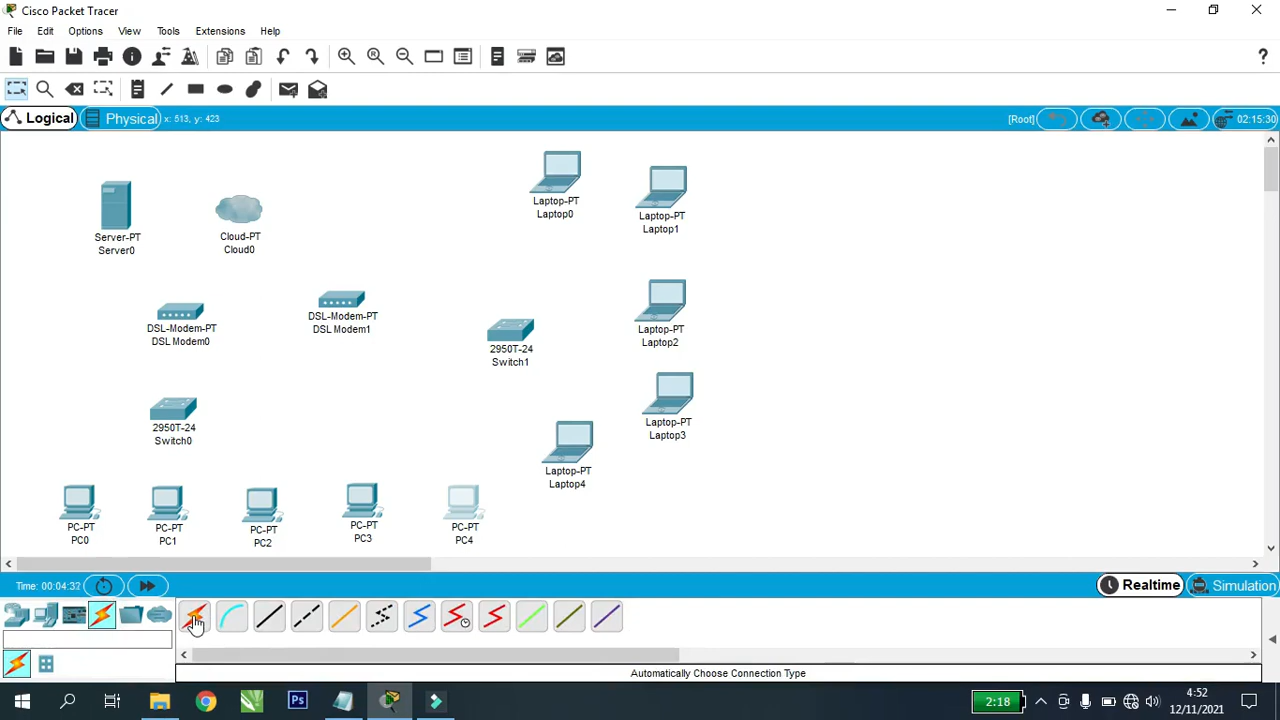 Cisco Packet Tracer
File Edit Options View Tools Extensions Help
?
Logical Physical x: 513, y: 423 [Root] 02:15:30
Laptop-PT
Laptop0
Laptop-PT
Laptop1
Server-PT
Server0
Cloud-PT
Cloud0
DSL-Modem-PT
DSL Modem0
DSL-Modem-PT
DSL Modem1
2950T-24
Switch1
Laptop-PT
Laptop2
2950T-24
Switch0
Laptop-PT
Laptop3
Laptop-PT
Laptop4
PC-PT
PC0
PC-PT
PC1
PC-PT
PC2
PC-PT
PC3
PC-PT
PC4
Time: 00:04:32 Realtime Simulation
Automatically Choose Connection Type
Ps
2:18
4:52
12/11/2021